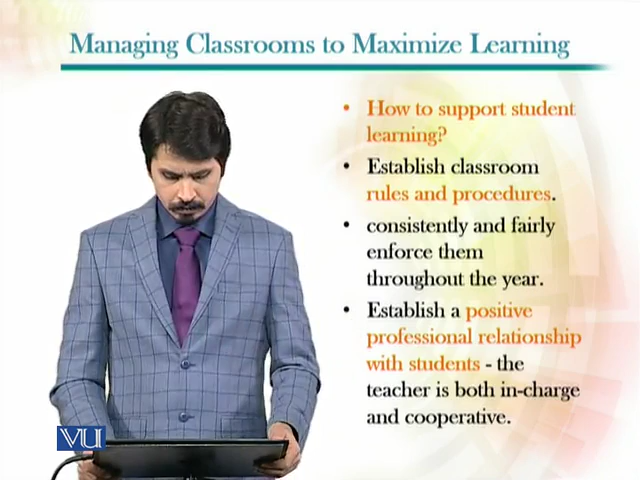 Managing Classrooms to Maximize Learning
• How to support student
learning?
• Establish classroom
rules and procedures.
• consistently and fairly
enforce them
throughout the year.
• Establish a positive
professional relationship
with students - the
teacher is both in-charge
and cooperative.
VU